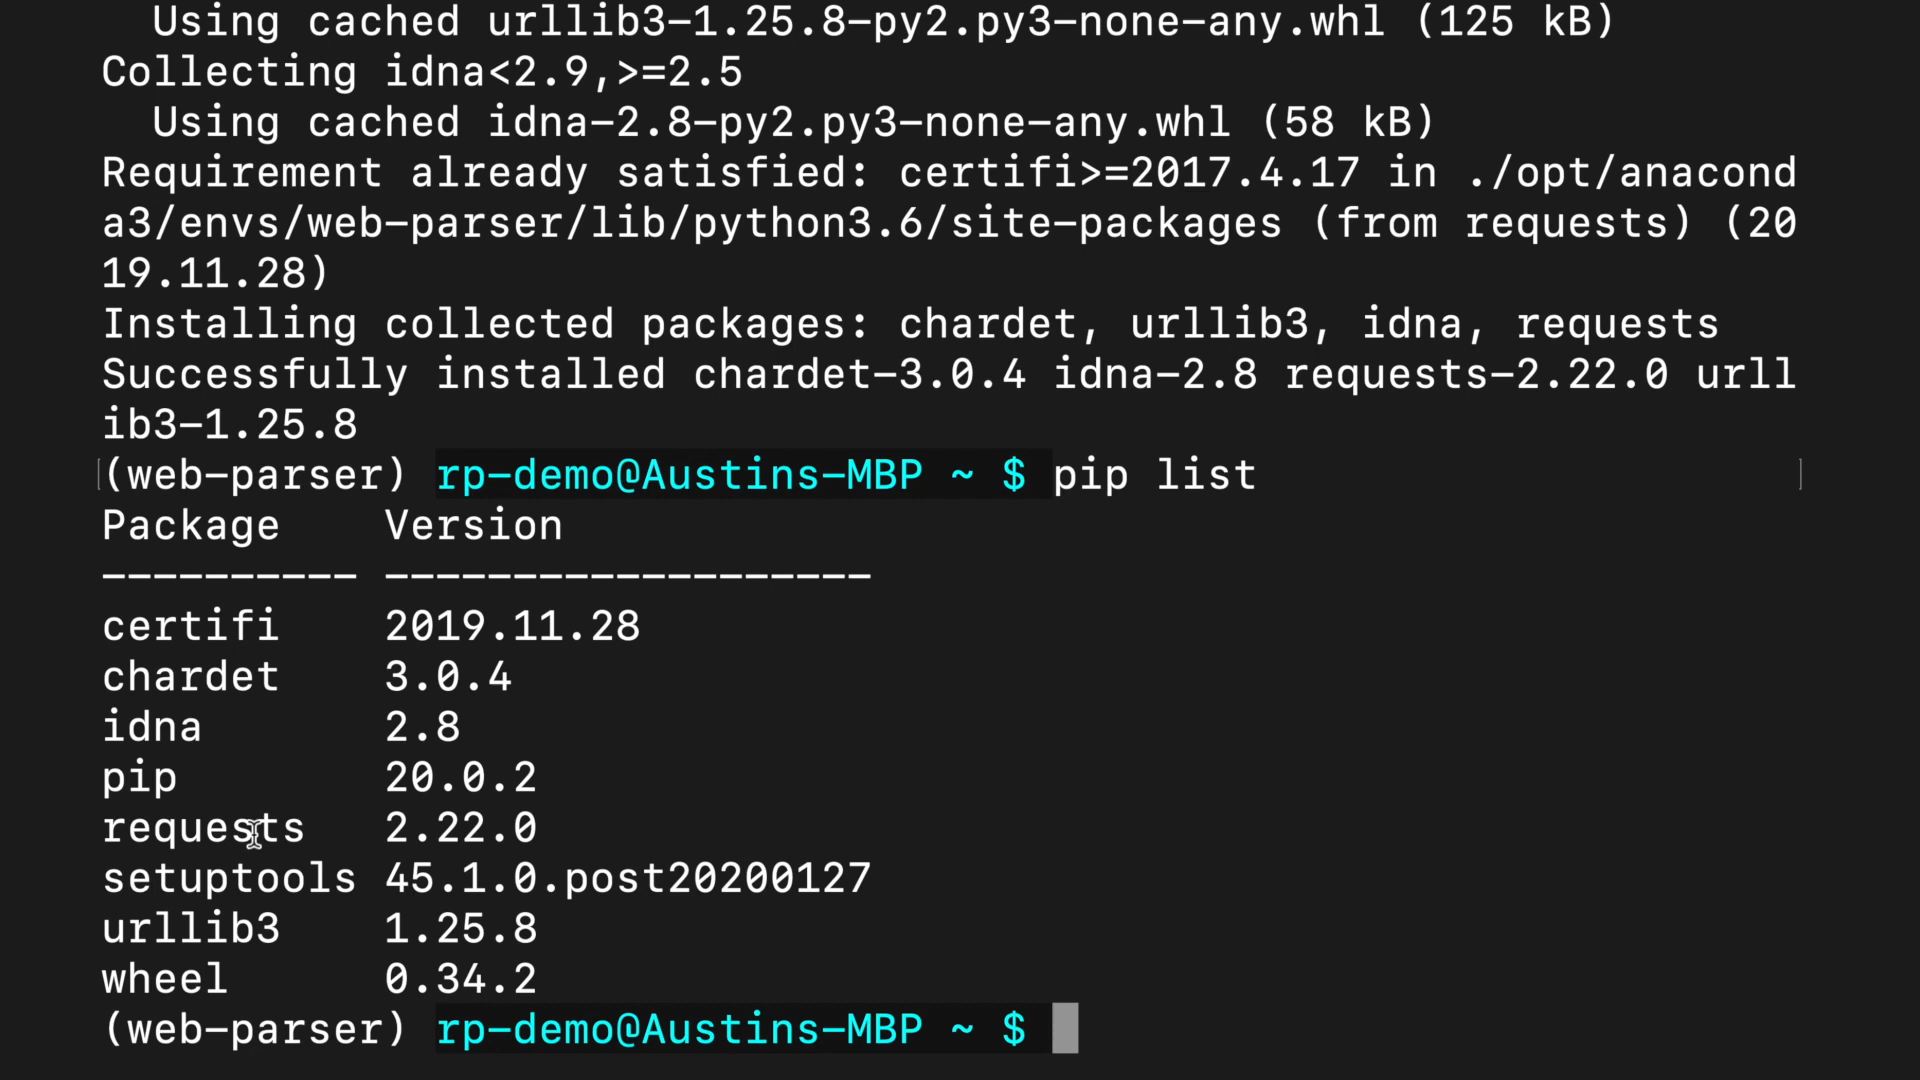 Using cached urllib3-1.25.8-py2.py3-none-any.whl (125 kB)
Collecting idna<2.9,>=2.5
Using cached idna-2.8-py2.py3-none-any.whl (58 kB)
Requirement already satisfied: certifi>=2017.4.17 in ./opt/anacond
a3/envs/web-parser/lib/python3.6/site-packages (from requests) (20
19.11.28)
Installing collected packages: chardet, urllib3, idna, requests
Successfully installed chardet-3.0.4 idna-2.8 requests-2.22.0 urll
ib3-1.25.8
[(web-parser) rp-demo@Austins-MBP ~ $ pip list ]
Package    Version
---------- -------------------
certifi    2019.11.28
chardet    3.0.4
idna       2.8
pip        20.0.2
requests   2.22.0
setuptools 45.1.0.post20200127
urllib3    1.25.8
wheel      0.34.2
(web-parser) rp-demo@Austins-MBP ~ $